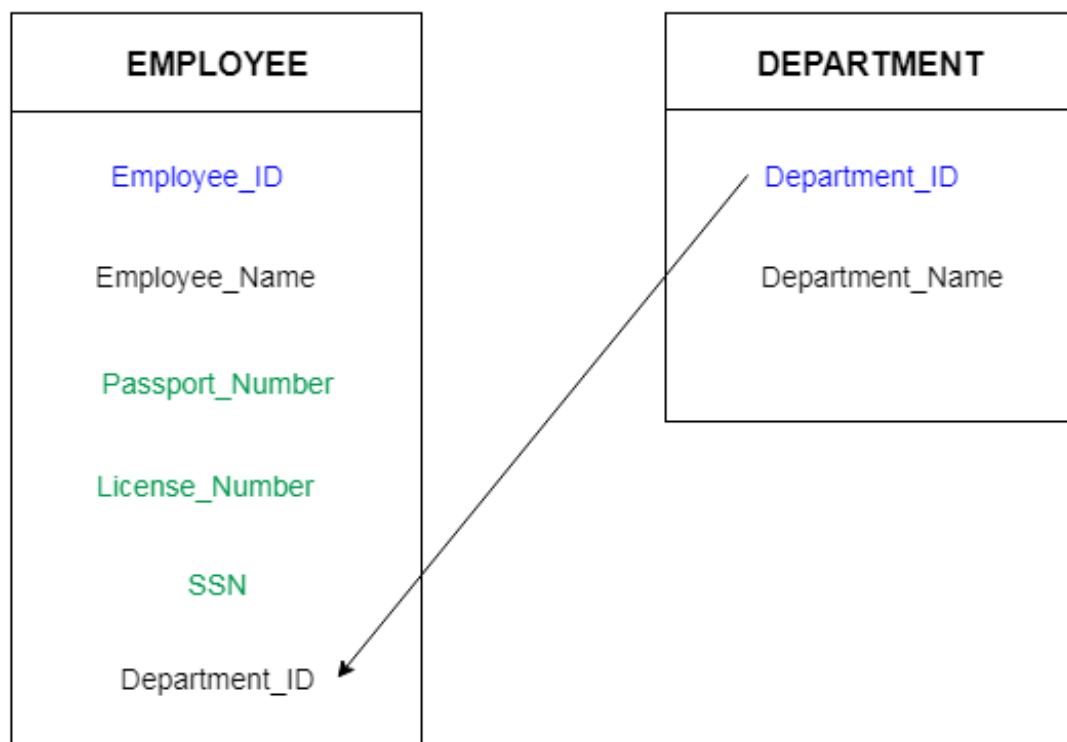 EMPLOYEE
Employee_ID
Employee_Name
Passport_Number
License_Number
SSN
Department_ID
DEPARTMENT
Department_ID
Department_Name